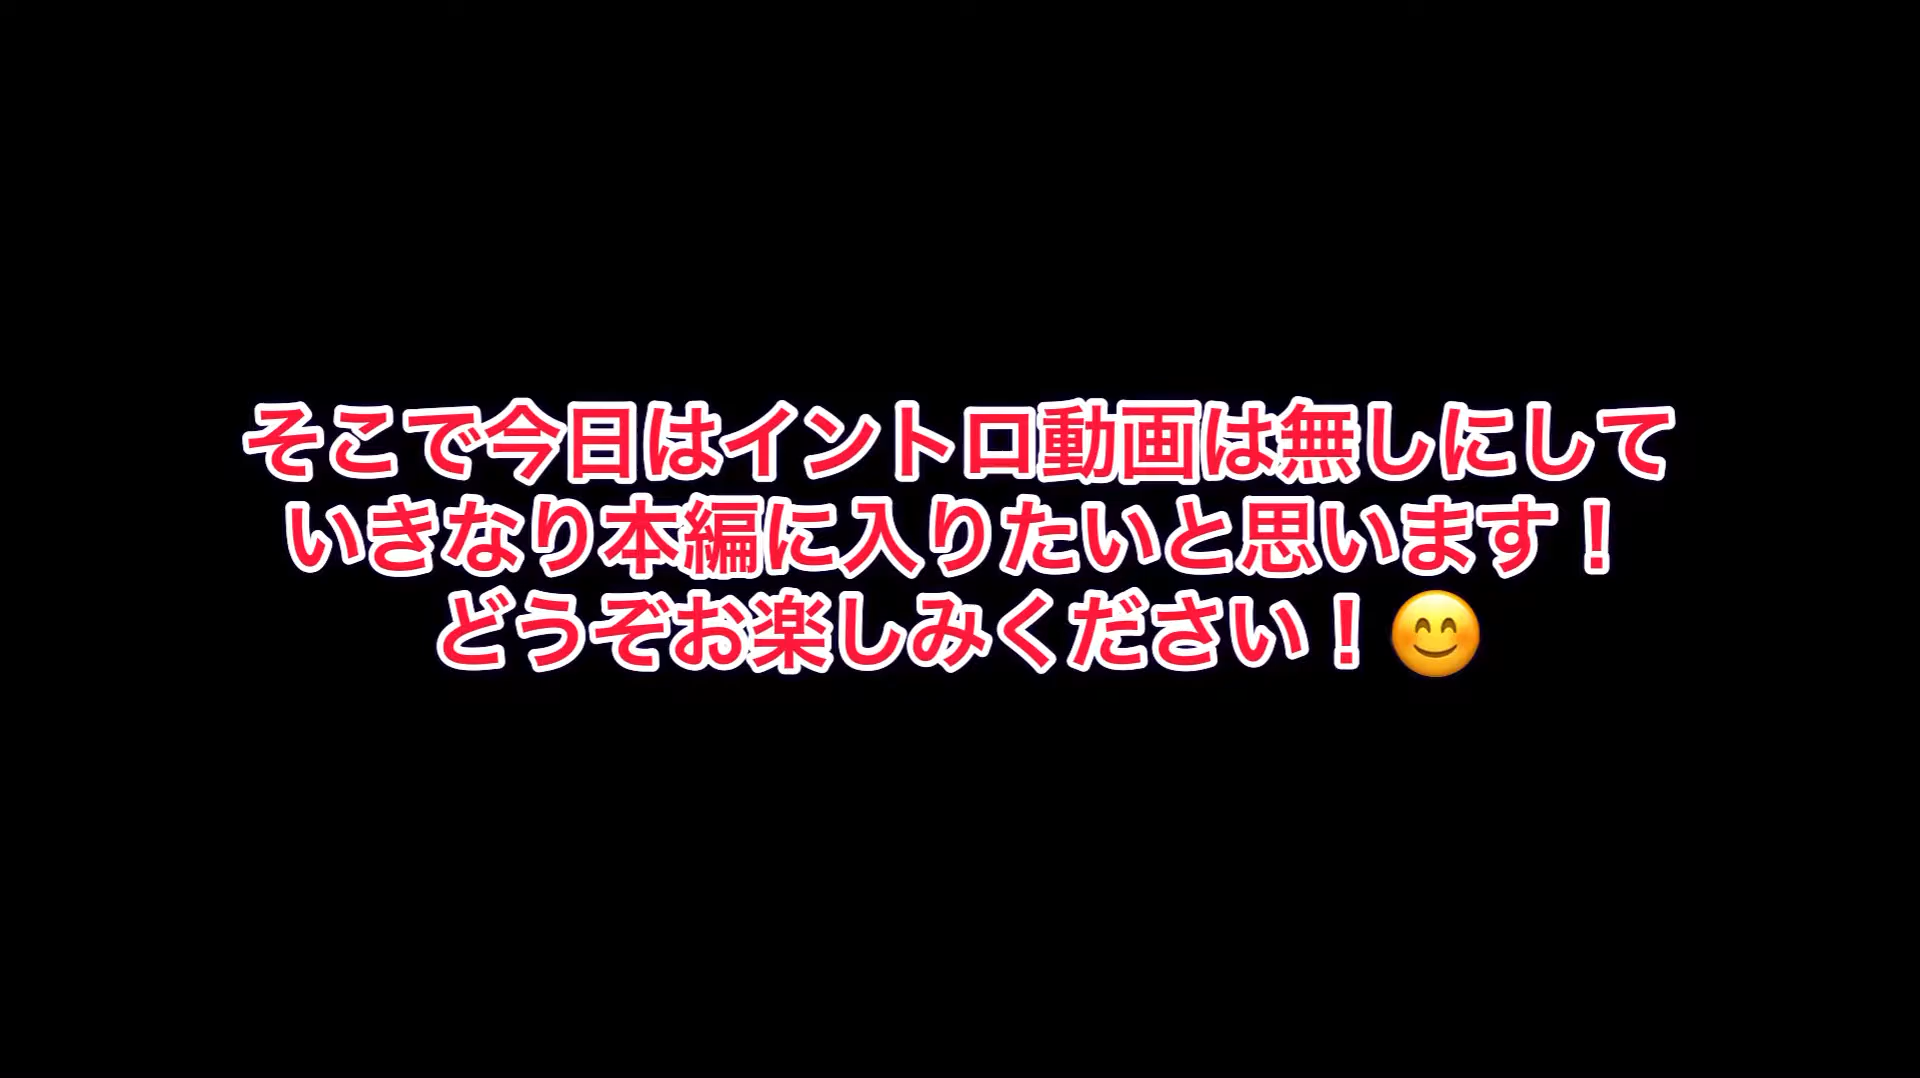 そこで今日はイントロ動画は無しにして
いきなり本編に入りたいと思います！
どうぞお楽しみください！😊